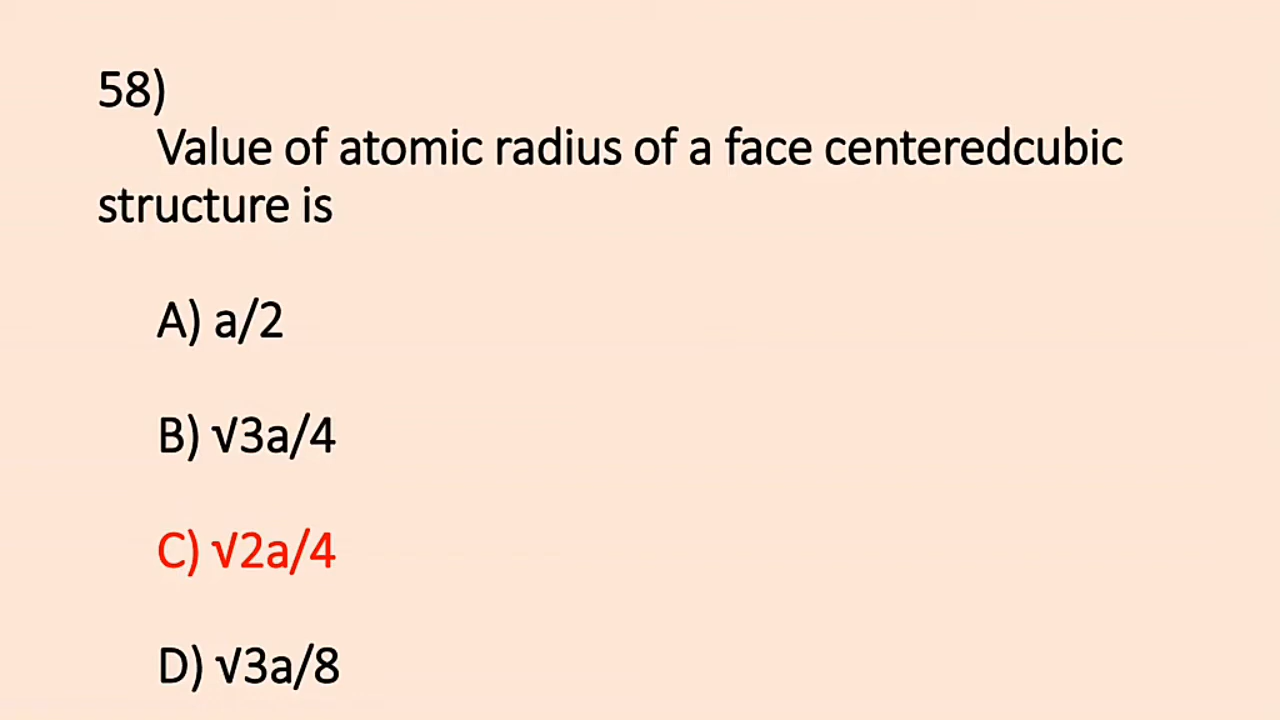 58)
Value of atomic radius of a face centeredcubic
structure is
A) a/2
B) √3a/4
C) √2a/4
D) √3a/8